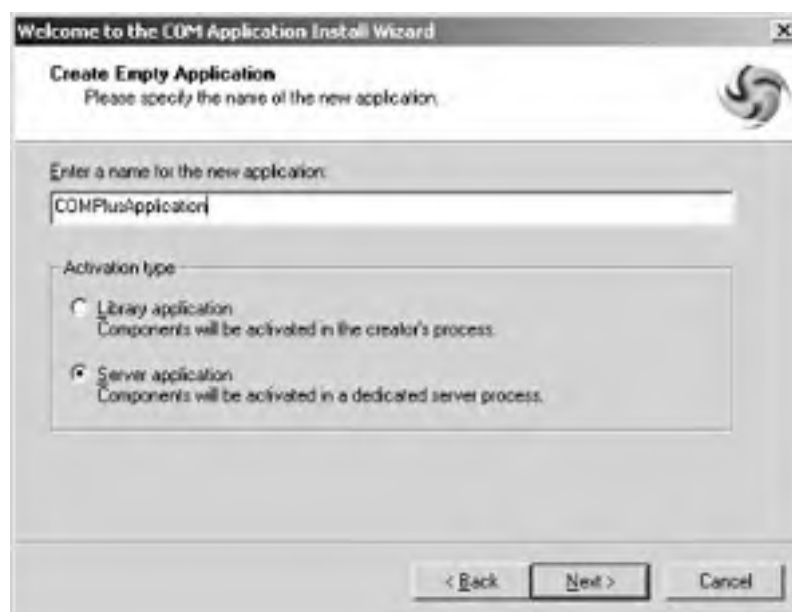 Welcome to the COM Application Install Wizard
Create Empty Application
Please specify the name of the new application.
Enter a name for the new application:
COMPlusApplication
Activation type
Library application
Components will be activated in the creator's process.
Server application
Components will be activated in a dedicated server process.
< Back Next > Cancel